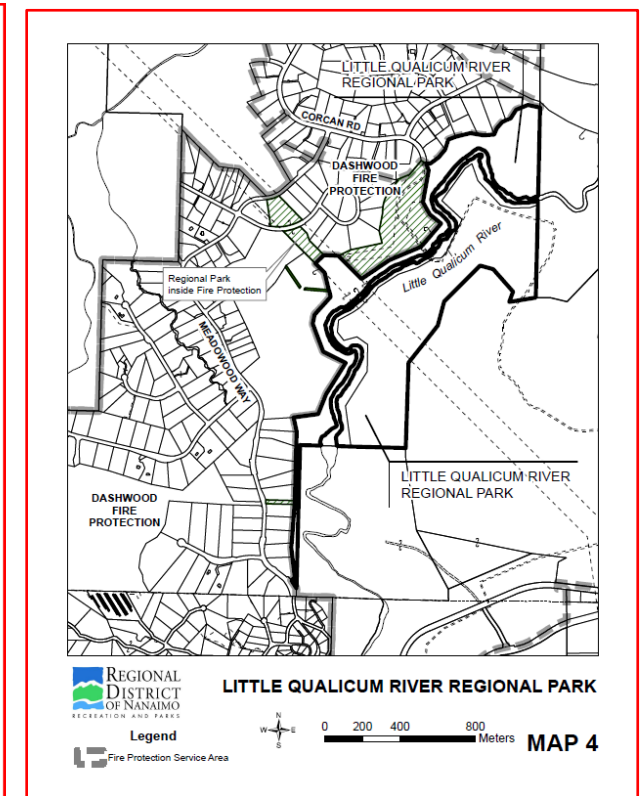 LITTLE QUALICUM RIVER
REGIONAL PARK
CORCAN RD
DASHWOOD
FIRE
PROTECTION
Little Qualicum River
Regional Park
inside Fire Protection
MEADOWOOD WAY
LITTLE QUALICUM RIVER
REGIONAL PARK
DASHWOOD
FIRE
PROTECTION
REGIONAL
DISTRICT
OF NANAIMO
RECREATION AND PARKS
LITTLE QUALICUM RIVER REGIONAL PARK
Legend
Fire Protection Service Area
N
W E
S
0 200 400 800
Meters
MAP 4